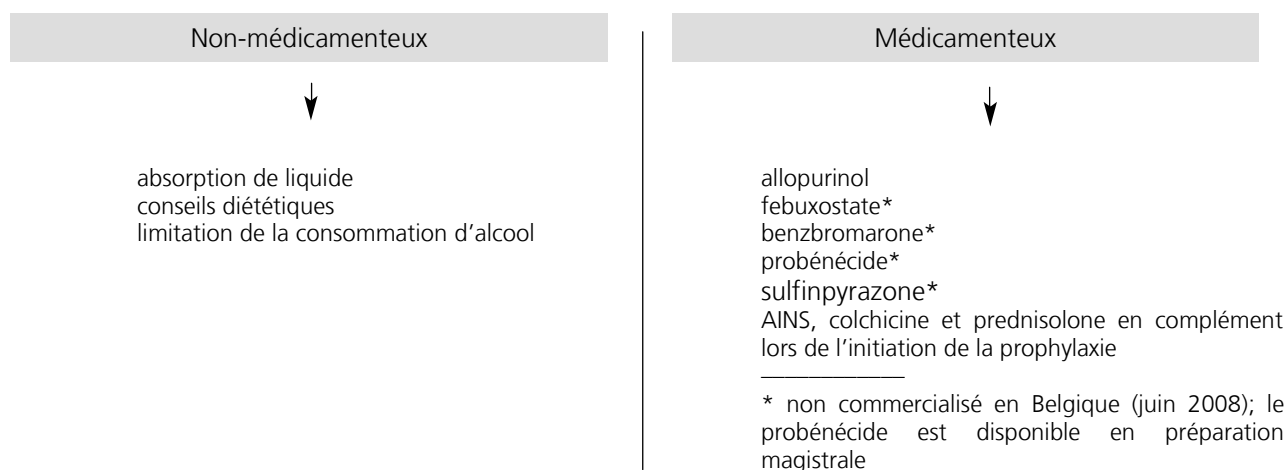 Non-médicamenteux
absorption de liquide
conseils diététiques
limitation de la consommation d'alcool
Médicamenteux
allopurinol
febuxostate*
benzbromarone*
probénécide*
sulfinpyrazone*
AINS, colchicine et prednisolone en complément
lors de l'initiation de la prophylaxie
* non commercialisé en Belgique (juin 2008); le
probénécide est disponible en préparation
magistrale